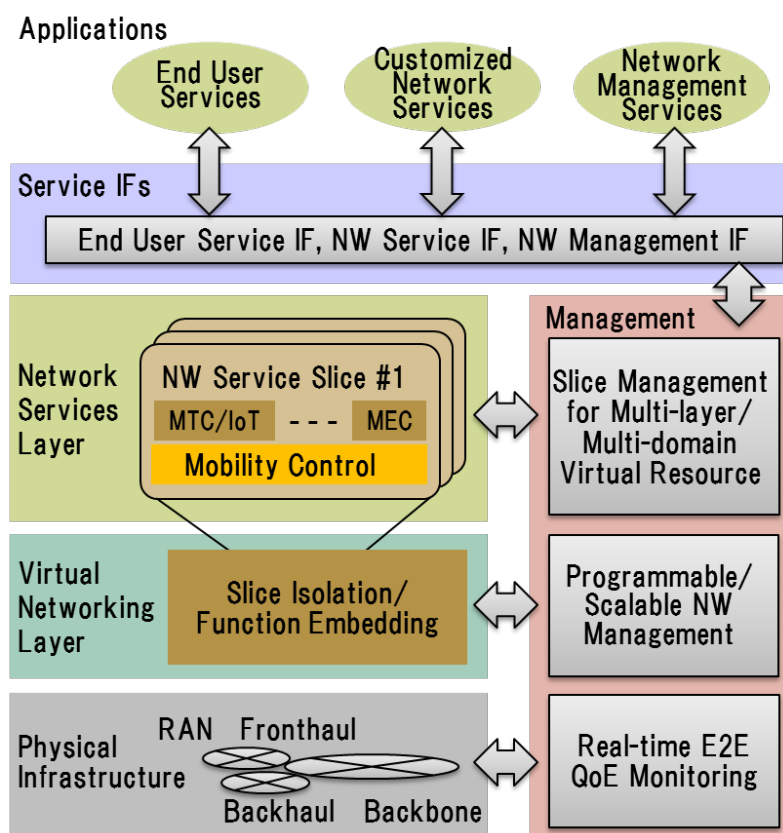 Applications
End User
Services
Customized
Network
Services
Network
Management
Services
Service IFs
End User Service IF, NW Service IF, NW Management IF
Network
Services
Layer
NW Service Slice #1
MTC/IoT - - - MEC
Mobility Control
Management
Slice Management
for Multi-layer/
Multi-domain
Virtual Resource
Virtual
Networking
Layer
Slice Isolation/
Function Embedding
Programmable/
Scalable NW
Management
Physical
Infrastructure
RAN Fronthaul
Backhaul Backbone
Real-time E2E
QoE Monitoring